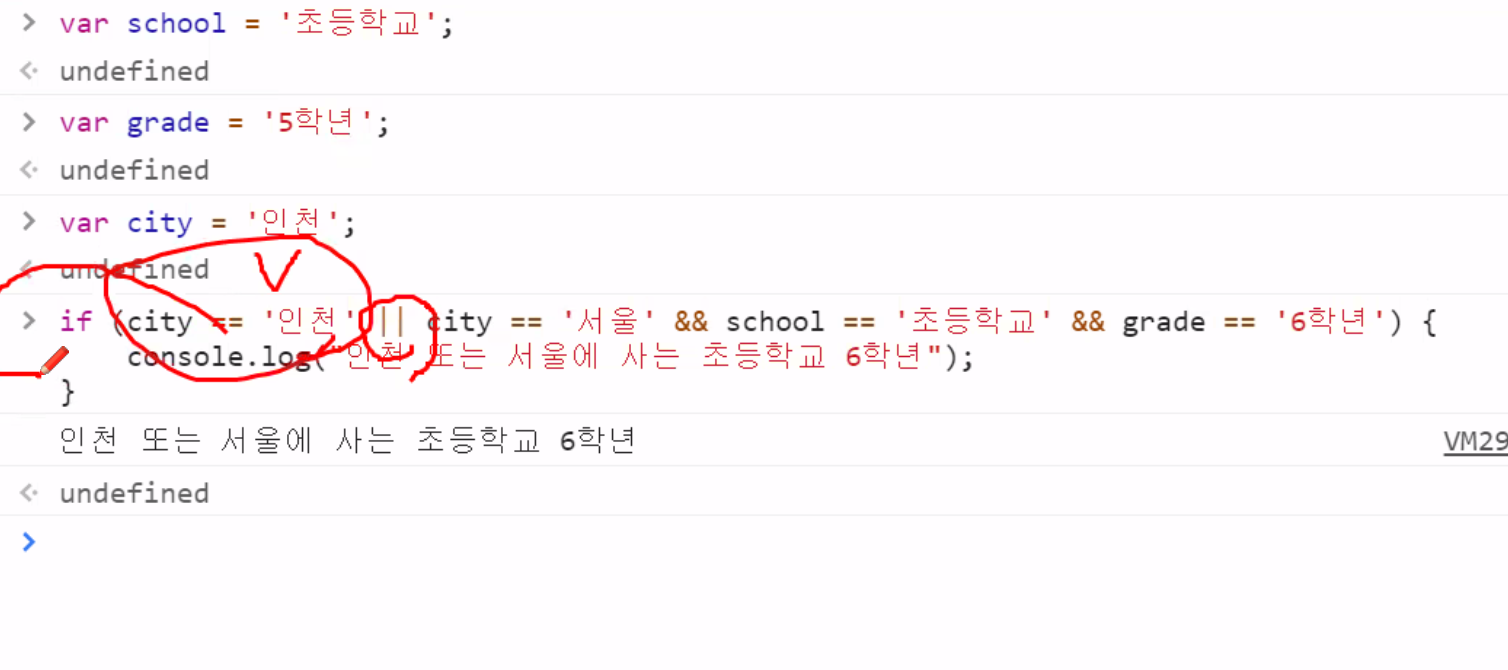 > var school = '초등학교';
<· undefined
> var grade = '5학년';
<· undefined
> var city = '인천';
<· undefined
> if (city == '인천' || city == '서울' && school == '초등학교' && grade == '6학년') {
console.log("인천 또는 서울에 사는 초등학교 6학년");
}
인천 또는 서울에 사는 초등학교 6학년 VM29
<· undefined
>